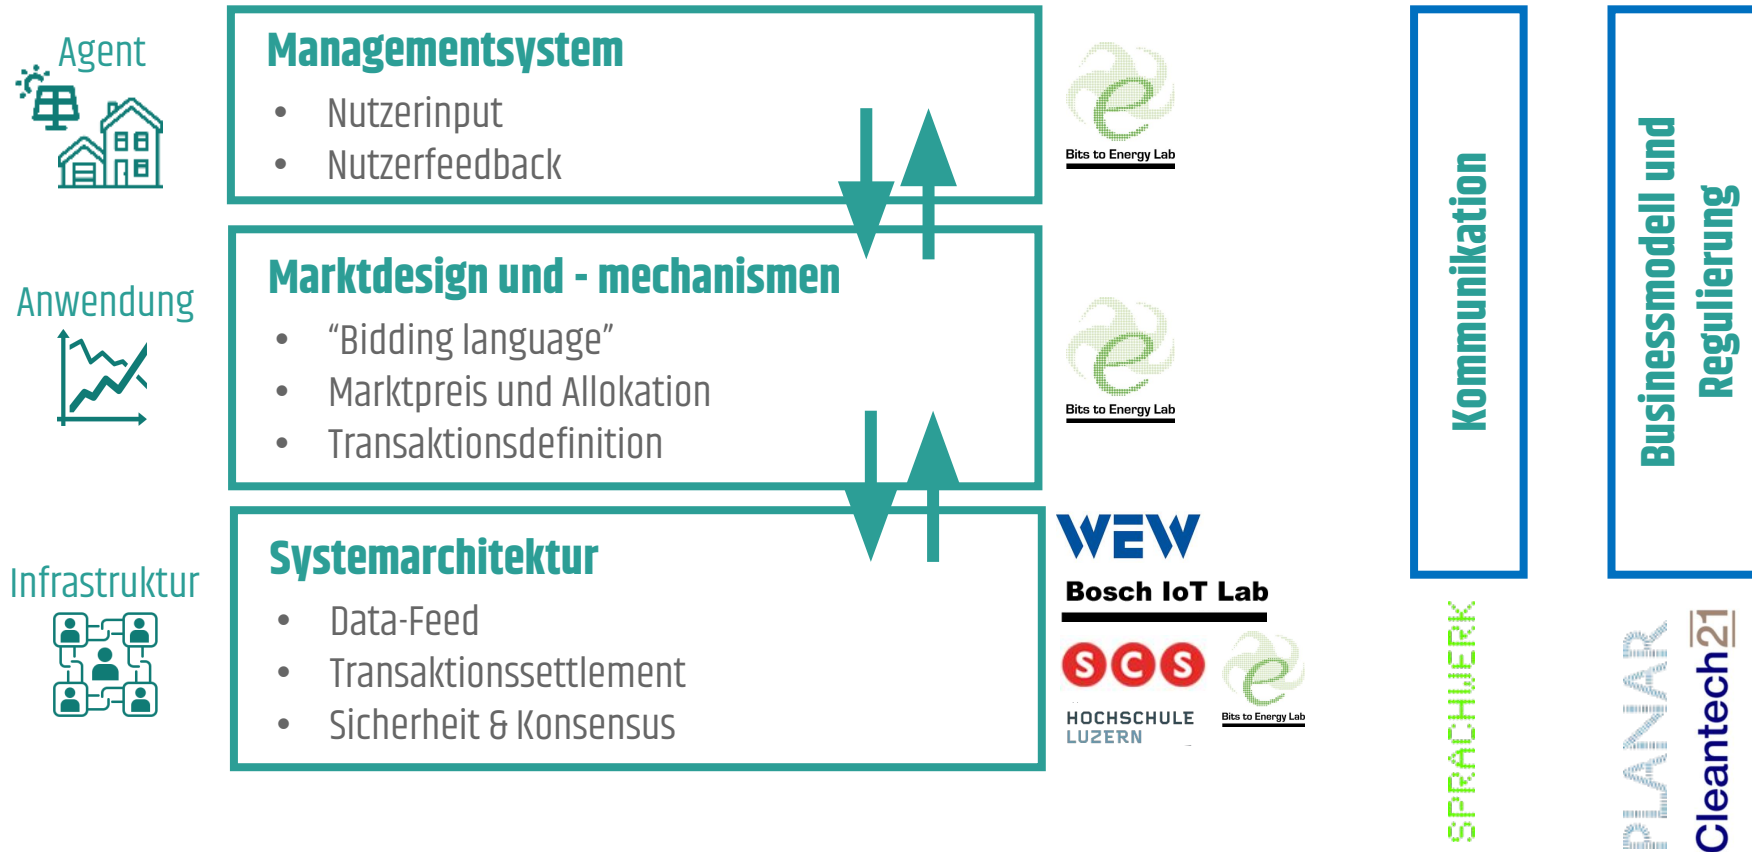 Agent
Managementsystem
• Nutzerinput
• Nutzerfeedback
Bits to Energy Lab
Anwendung
Marktdesign und - mechanismen
• “Bidding language”
• Marktpreis und Allokation
• Transaktionsdefinition
Bits to Energy Lab
Infrastruktur
Systemarchitektur
• Data-Feed
• Transaktionssettlement
• Sicherheit & Konsensus
WEW
Bosch IoT Lab
SCS
HOCHSCHULE
LUZERN
Bits to Energy Lab
Kommunikation
SPRACHWERK
Businessmodell und
Regulierung
PLANAR
Cleantech21